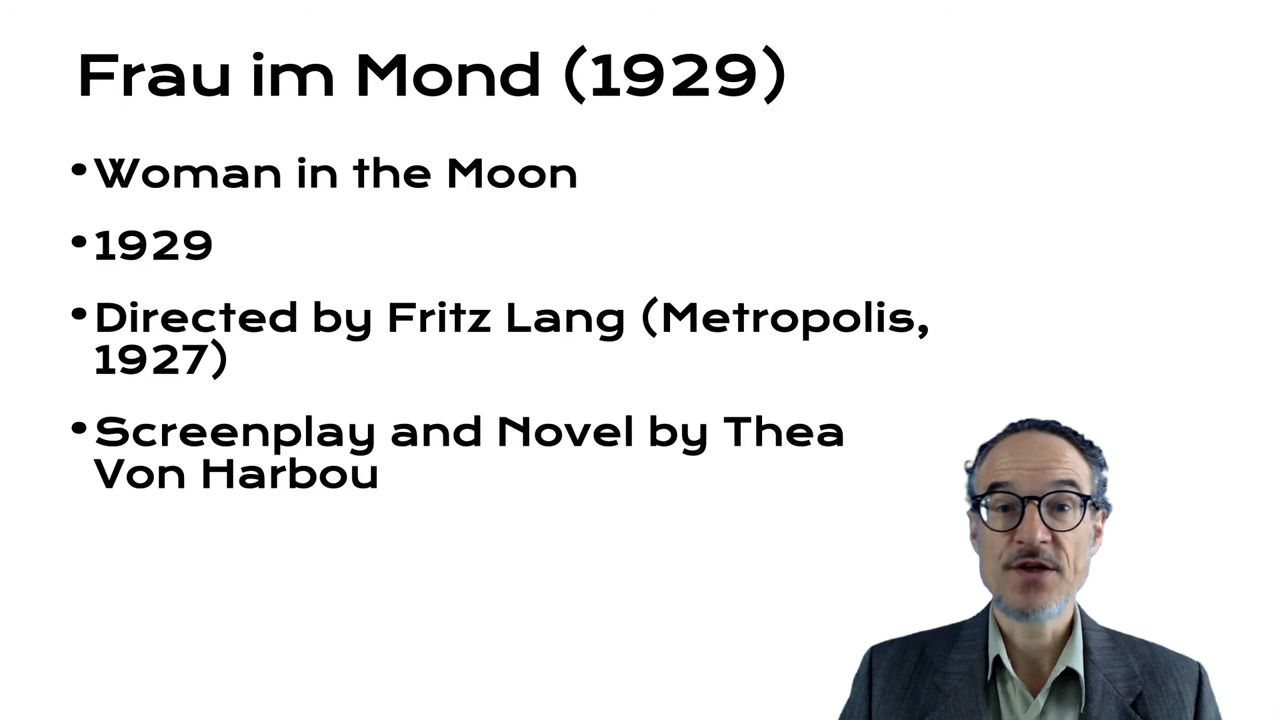 Frau im Mond (1929)
•Woman in the Moon
•1929
•Directed by Fritz Lang (Metropolis,
1927)
•Screenplay and Novel by Thea
Von Harbou